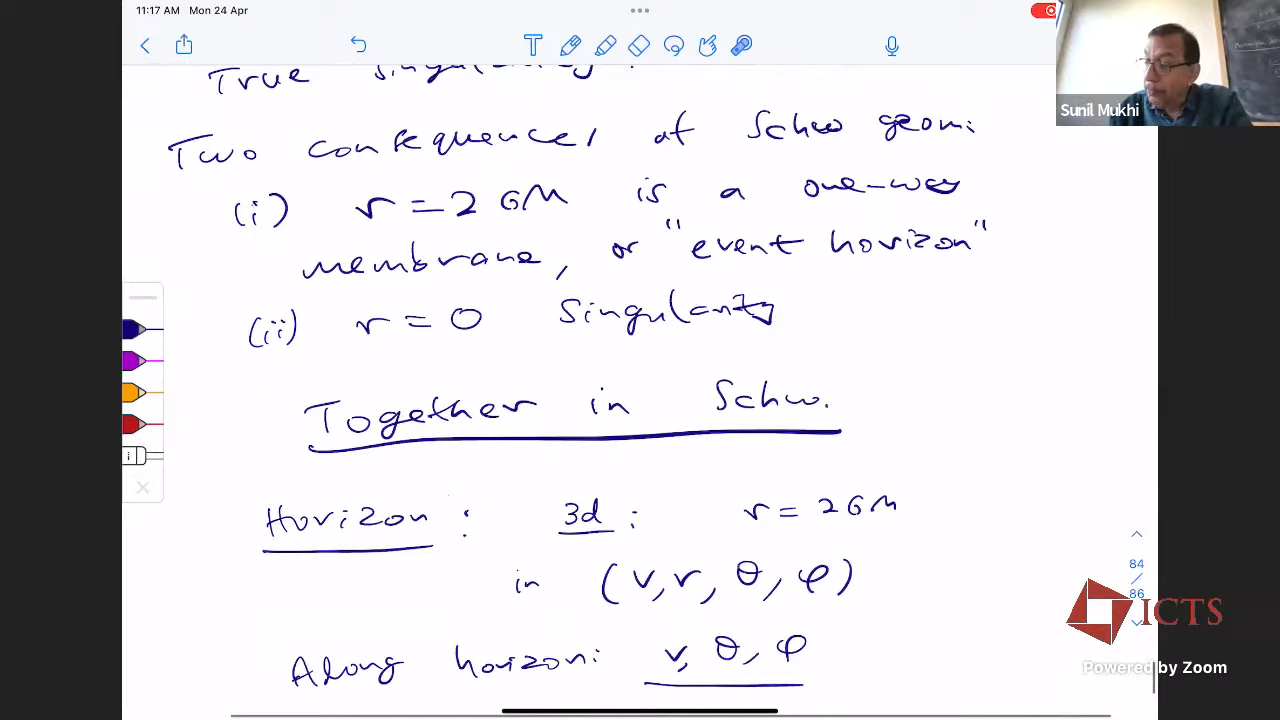 11:17 AM Mon 24 Apr
True singularity.
Two consequences of Schw geom:
(i) r = 2GM is a one-way
membrane, or "event horizon"
(ii) r = 0 singularity
Together in Schw.
Horizon: 3d: r = 2GM
in (v, r, θ, φ)
Along horizon: v, θ, φ
Sunil Mukhi
84
/
86
ICTS
Powered by Zoom